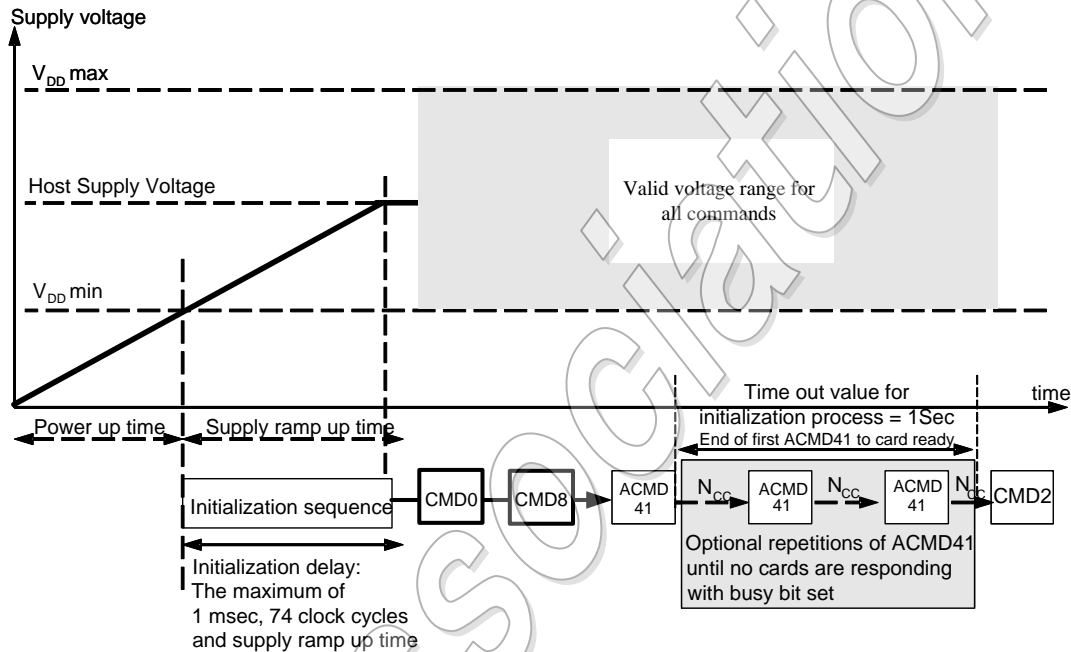 Supply voltage
V_DD max
Host Supply Voltage
Valid voltage range for
all commands
V_DD min
time
Power up time
Supply ramp up time
Time out value for
initialization process = 1Sec
End of first ACMD41 to card ready
Initialization sequence
CMD0
CMD8
ACMD
41
N_CC
ACMD
41
N_CC
ACMD
41
N_CC
CMD2
Initialization delay:
The maximum of
1 msec, 74 clock cycles
and supply ramp up time
Optional repetitions of ACMD41
until no cards are responding
with busy bit set
sociation